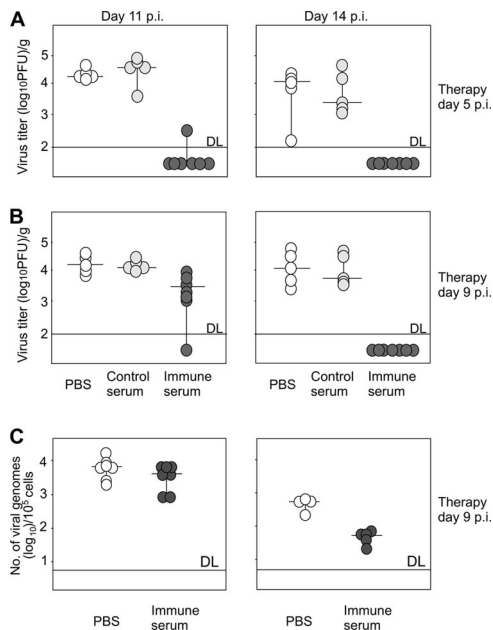 A
Day 11 p.i.
Day 14 p.i.
Virus titer (log10PFU)/g
5
4
3
2
DL
DL
Therapy
day 5 p.i.
B
Virus titer (log10PFU)/g
5
4
3
2
DL
DL
Therapy
day 9 p.i.
PBS
Control
serum
Immune
serum
PBS
Control
serum
Immune
serum
C
No. of viral genomes
(log10)/10⁵ cells
4
3
2
1
DL
DL
Therapy
day 9 p.i.
PBS
Immune
serum
PBS
Immune
serum